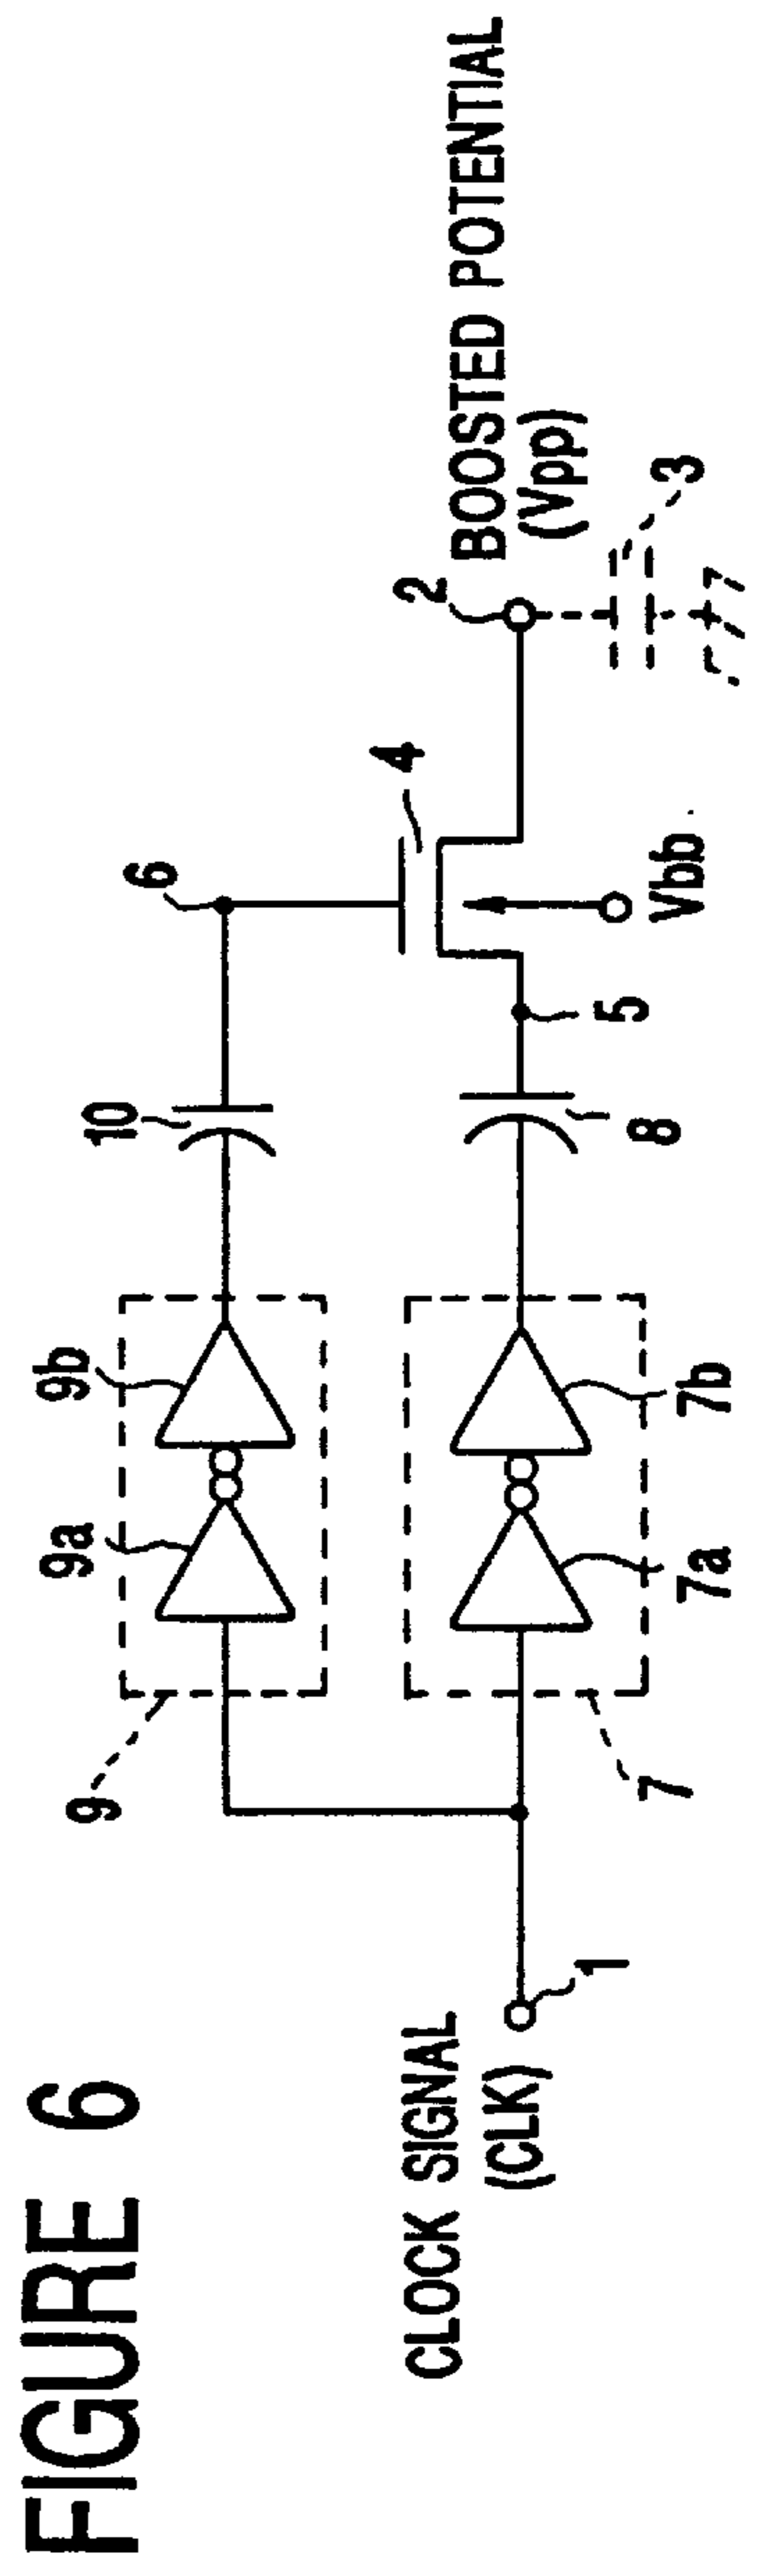 FIGURE 6
CLOCK SIGNAL
(CLK)
1
9
9a
9b
10
6
7
7a
7b
8
5
4
Vbb
2
BOOSTED POTENTIAL
(Vpp)
3